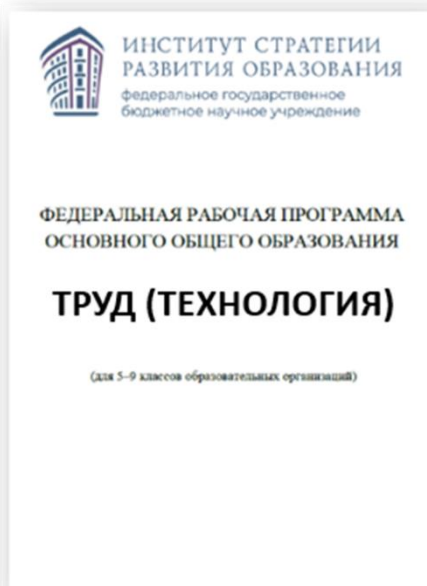 ИНСТИТУТ СТРАТЕГИИ
РАЗВИТИЯ ОБРАЗОВАНИЯ
федеральное государственное
бюджетное научное учреждение
ФЕДЕРАЛЬНАЯ РАБОЧАЯ ПРОГРАММА
ОСНОВНОГО ОБЩЕГО ОБРАЗОВАНИЯ
ТРУД (ТЕХНОЛОГИЯ)
(для 5–9 классов образовательных организаций)